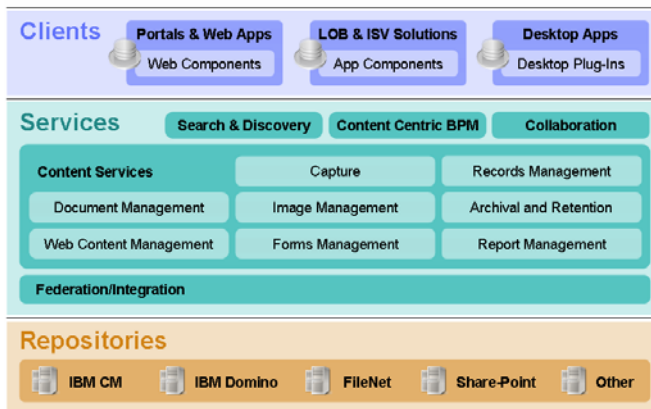 Clients
Portals & Web Apps
LOB & ISV Solutions
Desktop Apps
Web Components
App Components
Desktop Plug-Ins
Services
Search & Discovery
Content Centric BPM
Collaboration
Content Services
Capture
Records Management
Document Management
Image Management
Archival and Retention
Web Content Management
Forms Management
Report Management
Federation/Integration
Repositories
IBM CM
IBM Domino
FileNet
Share-Point
Other